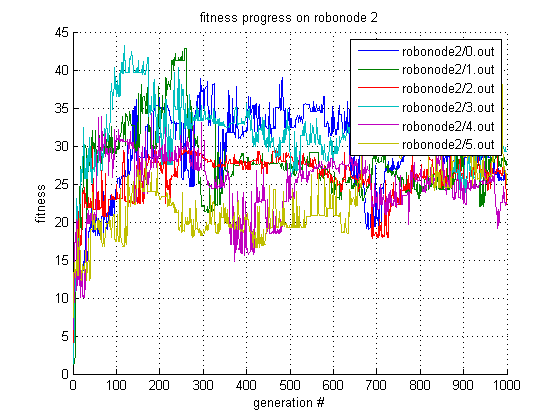 fitness progress on robonode 2
45
40
35
30
25
20
15
10
5
0
fitness
robonode2/0.out
robonode2/1.out
robonode2/2.out
robonode2/3.out
robonode2/4.out
robonode2/5.out
0 100 200 300 400 500 600 700 800 900 1000
generation #